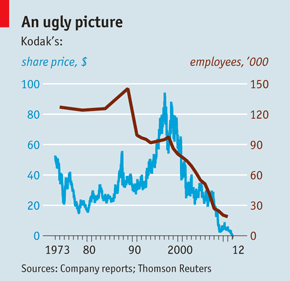 An ugly picture
Kodak's:
share price, $ employees, '000
100 150
80 120
60 90
40 60
20 30
0 0
1973 80 90 2000 12
Sources: Company reports; Thomson Reuters